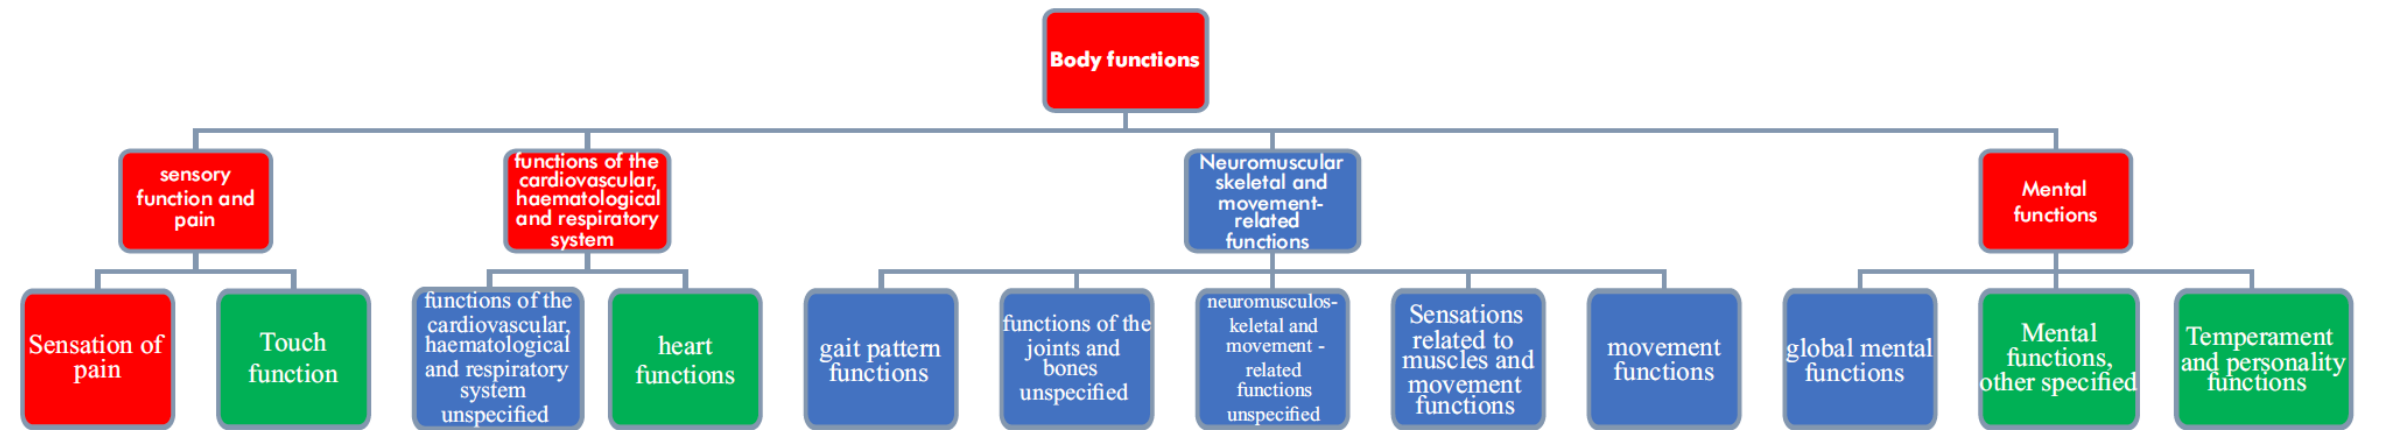 Body functions
sensory
function and
pain
functions of the
cardiovascular,
haematological
and respiratory
system
Neuromuscular
skeletal and
movement-
related
functions
Mental
functions
Sensation of
pain
Touch
function
functions of the
cardiovascular,
haematological
and respiratory
system
unspecified
heart
functions
gait pattern
functions
functions of the
joints and
bones
unspecified
neuromusculos-
keletal and
movement -
related
functions
unspecified
Sensations
related to
muscles and
movement
functions
movement
functions
global mental
functions
Mental
functions,
other specified
Temperament
and personality
functions